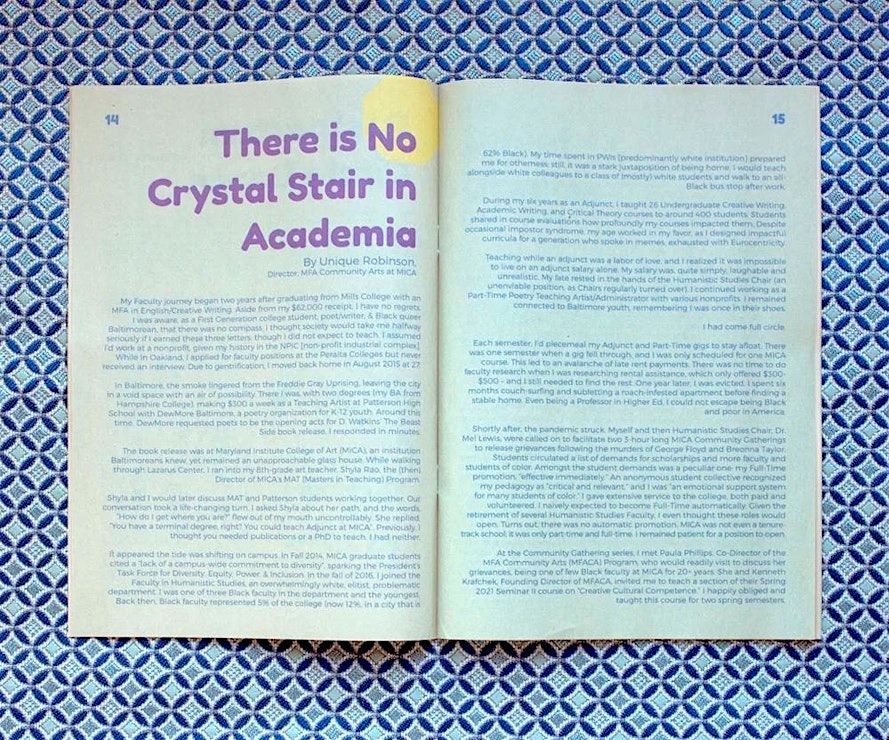 14
There is No
Crystal Stair in
Academia
By Unique Robinson,
Director, MFA Community Arts at MICA
My Faculty journey began two years after graduating from Mills College with an
MFA in English/Creative Writing. Aside from my $62,000 receipt, I have no regrets.
I was aware, as a First Generation college student, poet/writer, & Black queer
Baltimorean, that there was no compass. I thought society would take me halfway
seriously if I earned these three letters, though I did not expect to teach. I assumed
I'd work at a nonprofit, given my history in the NPIC [non-profit industrial complex].
While in Oakland, I applied for faculty positions at the Peralta Colleges but never
received an interview. Due to gentrification, I moved back home in August 2015 at 27.
In Baltimore, the smoke lingered from the Freddie Gray Uprising, leaving the city
in a void space with an air of possibility. There I was, with two degrees (my BA from
Hampshire College) making $300 a week as a Teaching Artist at Patterson High
School with DewMore Baltimore, a poetry organization for K-12 youth. Around this
time, DewMore requested poets to be the opening acts for D. Watkins' The Beast
Side book release. I responded in minutes.
The book release was at Maryland Institute College of Art (MICA), an institution
Baltimoreans knew, yet remained an unapproachable glass house. While walking
through Lazarus Center, I ran into my 8th-grade art teacher, Shyla Rao, the [then]
Director of MICA's MAT (Masters in Teaching) Program.
Shyla and I would later discuss MAT and Patterson students working together. Our
conversation took a life-changing turn. I asked Shyla about her path, and the words,
"How do I get where you are?" flew out of my mouth uncontrollably. She replied,
"You have a terminal degree, right? You could teach Adjunct at MICA". Previously, I
thought you needed publications or a PhD to teach. I had neither.
It appeared the tide was shifting on campus. In Fall 2014, MICA graduate students
cited a "lack of a campus-wide commitment to diversity", sparking the President's
Task Force for Diversity, Equity, Power, & Inclusion. In the fall of 2016, I joined the
Faculty in Humanistic Studies, an overwhelmingly white, elitist, problematic
department. I was one of three Black faculty in the department and the youngest.
Back then, Black faculty represented 5% of the college (now 12%, in a city that is
15
62% Black). My time spent in PWIs [predominantly white institution] prepared
me for otherness; still, it was a stark juxtaposition of being home. I would teach
alongside white colleagues to a class of (mostly) white students and walk to an all-
Black bus stop after work.
During my six years as an Adjunct, I taught 26 Undergraduate Creative Writing,
Academic Writing, and Critical Theory courses to around 400 students. Students
shared in course evaluations how profoundly my courses impacted them. Despite
occasional impostor syndrome, my age worked in my favor, as I designed impactful
curricula for a generation who spoke in memes, exhausted with Eurocentricity.
Teaching while an adjunct was a labor of love, and I realized it was impossible
to live on an adjunct salary alone. My salary was, quite simply, laughable and
unrealistic. My fate rested in the hands of the Humanistic Studies Chair (an
unenviable position, as Chairs regularly turned over). I continued working as a
Part-Time Poetry Teaching Artist/Administrator with various nonprofits. I remained
connected to Baltimore youth, remembering I was once in their shoes.
I had come full circle.
Each semester, I'd piecemeal my Adjunct and Part-Time gigs to stay afloat. There
was one semester when a gig fell through, and I was only scheduled for one MICA
course. This led to an avalanche of late rent payments. There was no time to do
faculty research when I was researching rental assistance, which only offered $300-
$500 - and I still needed to find the rest. One year later, I was evicted. I spent six
months couch-surfing and subletting a roach-infested apartment before finding a
stable home. Even being a Professor in Higher Ed, I could not escape being Black
and poor in America.
Shortly after, the pandemic struck. Myself and then Humanistic Studies Chair, Dr.
Mel Lewis, were called on to facilitate two 3-hour long MICA Community Gatherings
to release grievances following the murders of George Floyd and Breonna Taylor.
Students circulated a list of demands for scholarships and more faculty and
students of color. Amongst the student demands was a peculiar one: my Full-Time
promotion, "effective immediately." An anonymous student collective recognized
my pedagogy as "critical and relevant," and I was "an emotional support system
for many students of color." I gave extensive service to the college, both paid and
volunteered. I naively expected to become Full-Time automatically. Given the
retirement of several Humanistic Studies Faculty, I even thought these roles would
open. Turns out, there was no automatic promotion. MICA was not even a tenure-
track school; it was only part-time and full-time. I remained patient for a position to open.
At the Community Gathering series, I met Paula Phillips, Co-Director of the
MFA Community Arts (MFACA) Program, who would readily visit to discuss her
grievances, being one of few Black faculty at MICA for 20+ years. She and Kenneth
Krafchek, Founding Director of MFACA, invited me to teach a section of their Spring
2021 Seminar II course on "Creative Cultural Competence." I happily obliged and
taught this course for two spring semesters.